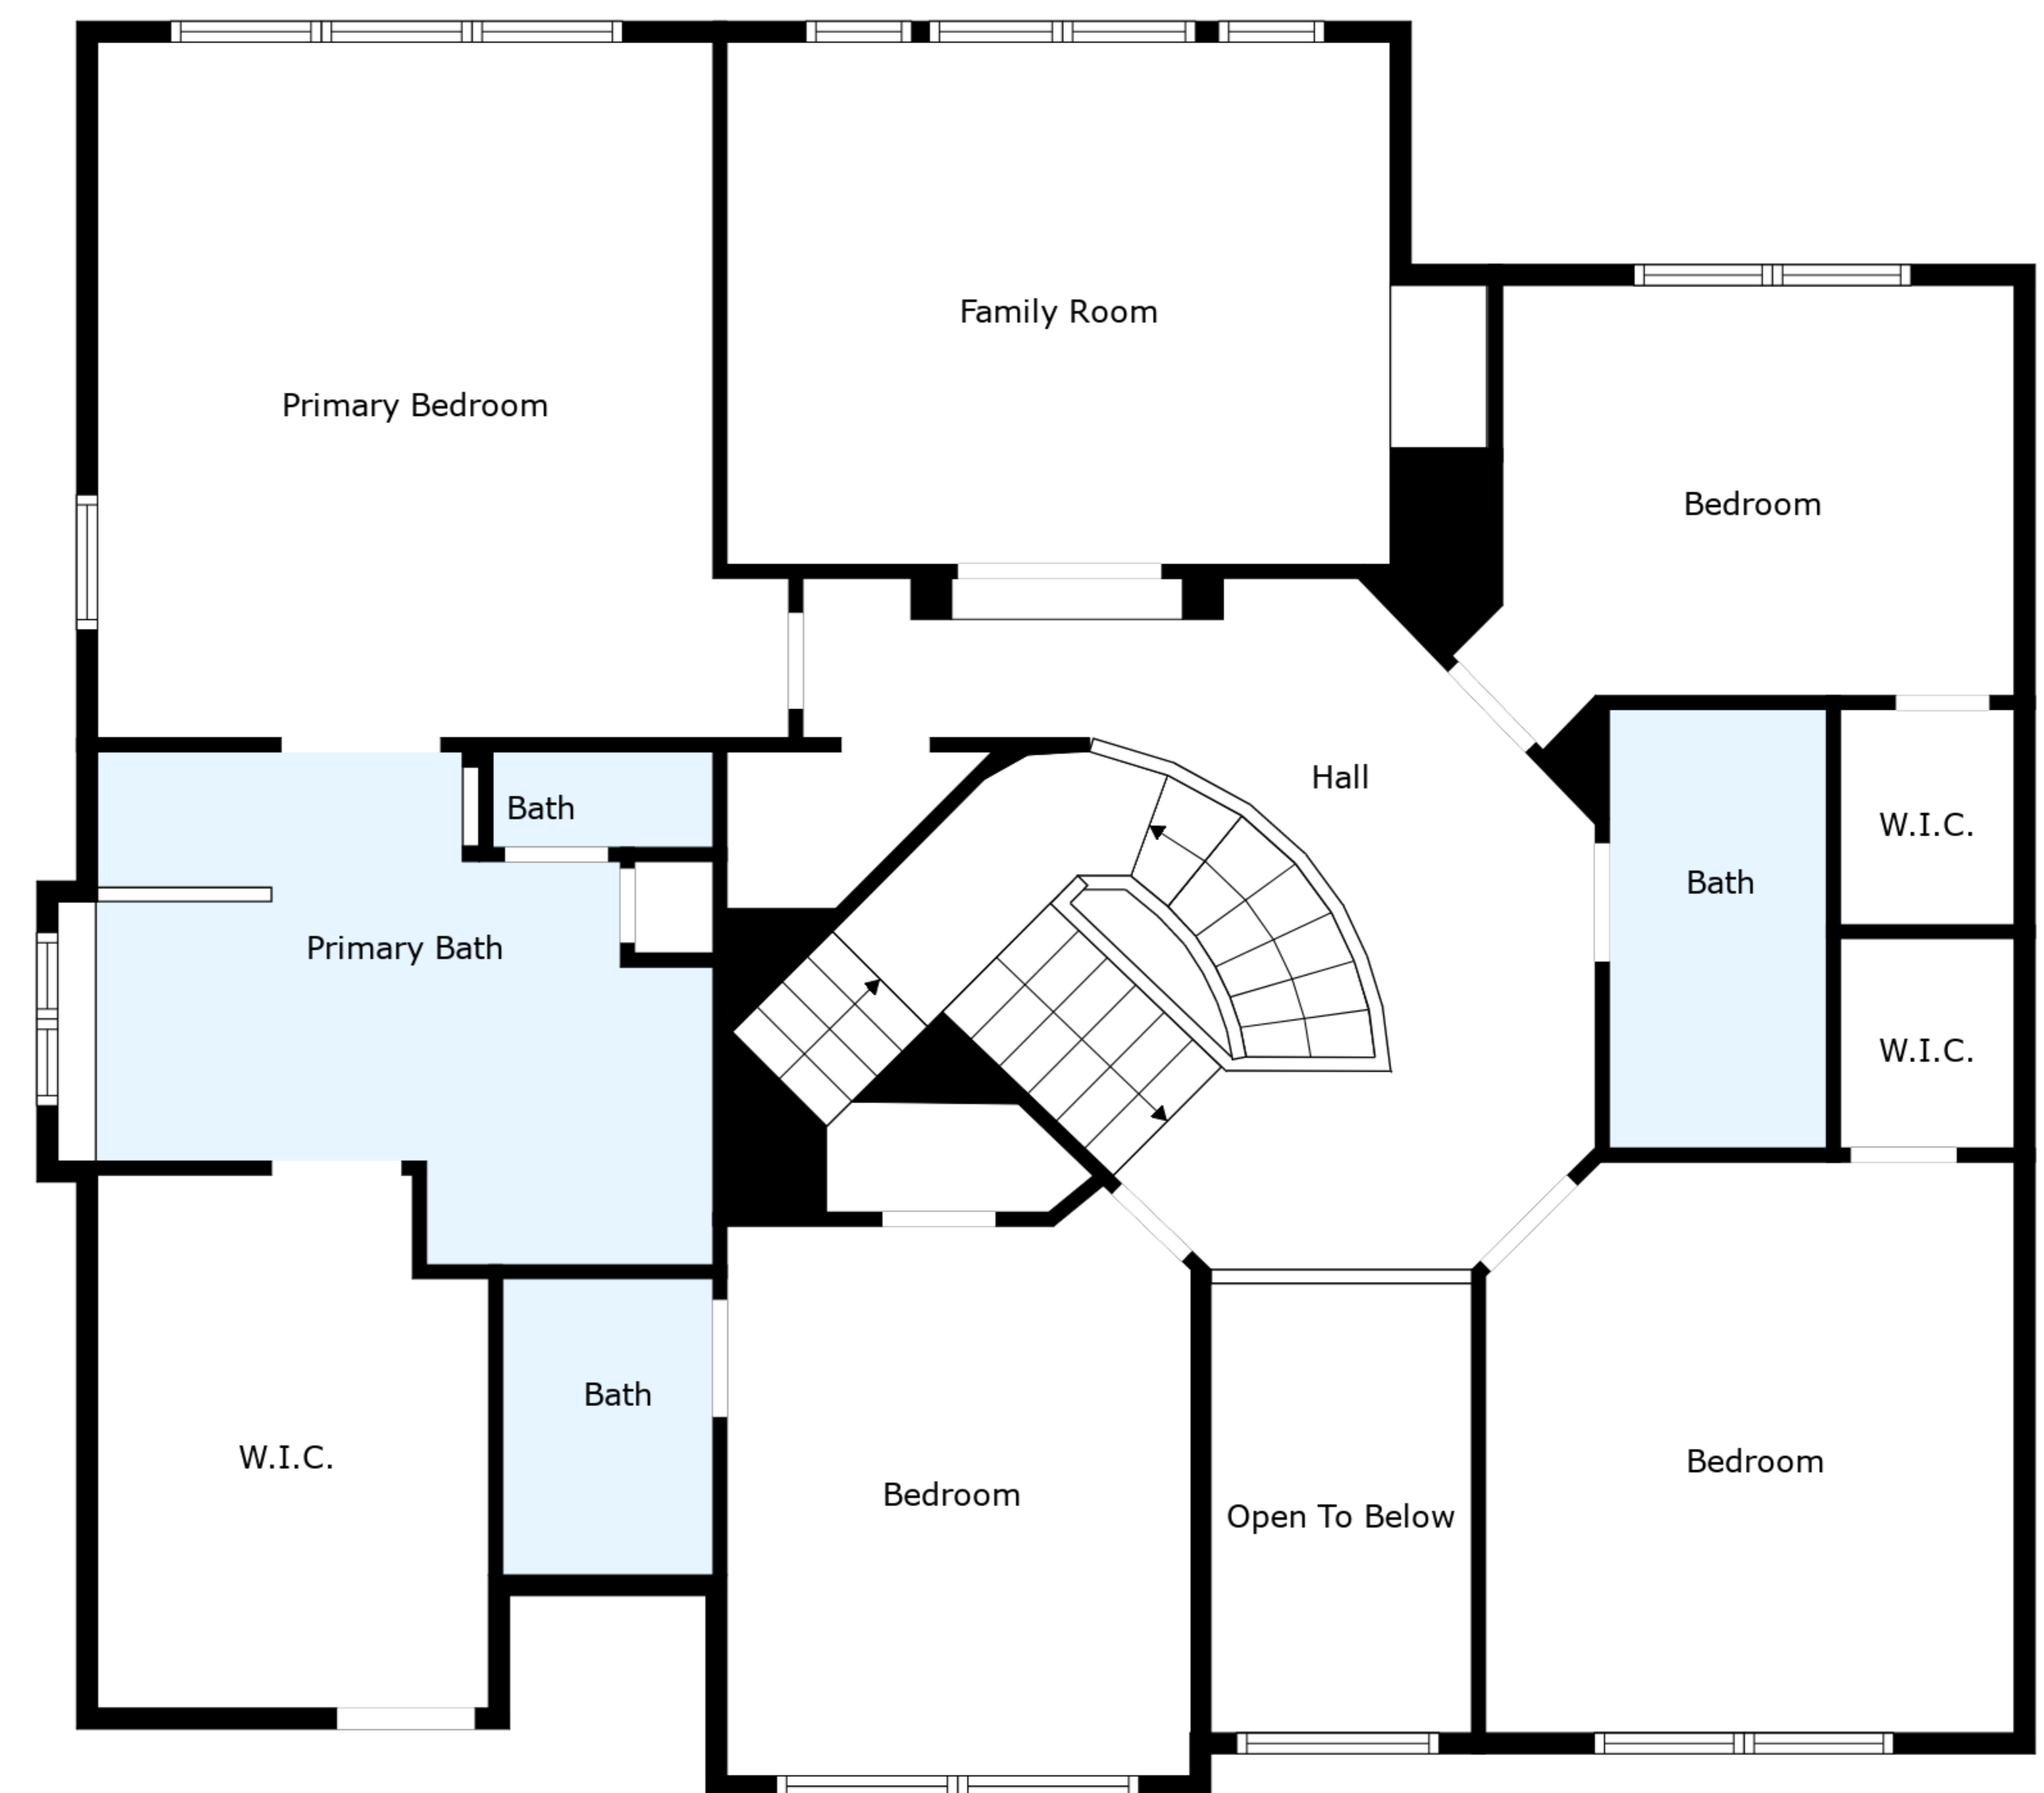 Family Room
Primary Bedroom
Bedroom
Hall
Bath
W.I.C.
Bath
Primary Bath
W.I.C.
Bath
W.I.C.
Bedroom
Open To Below
Bedroom